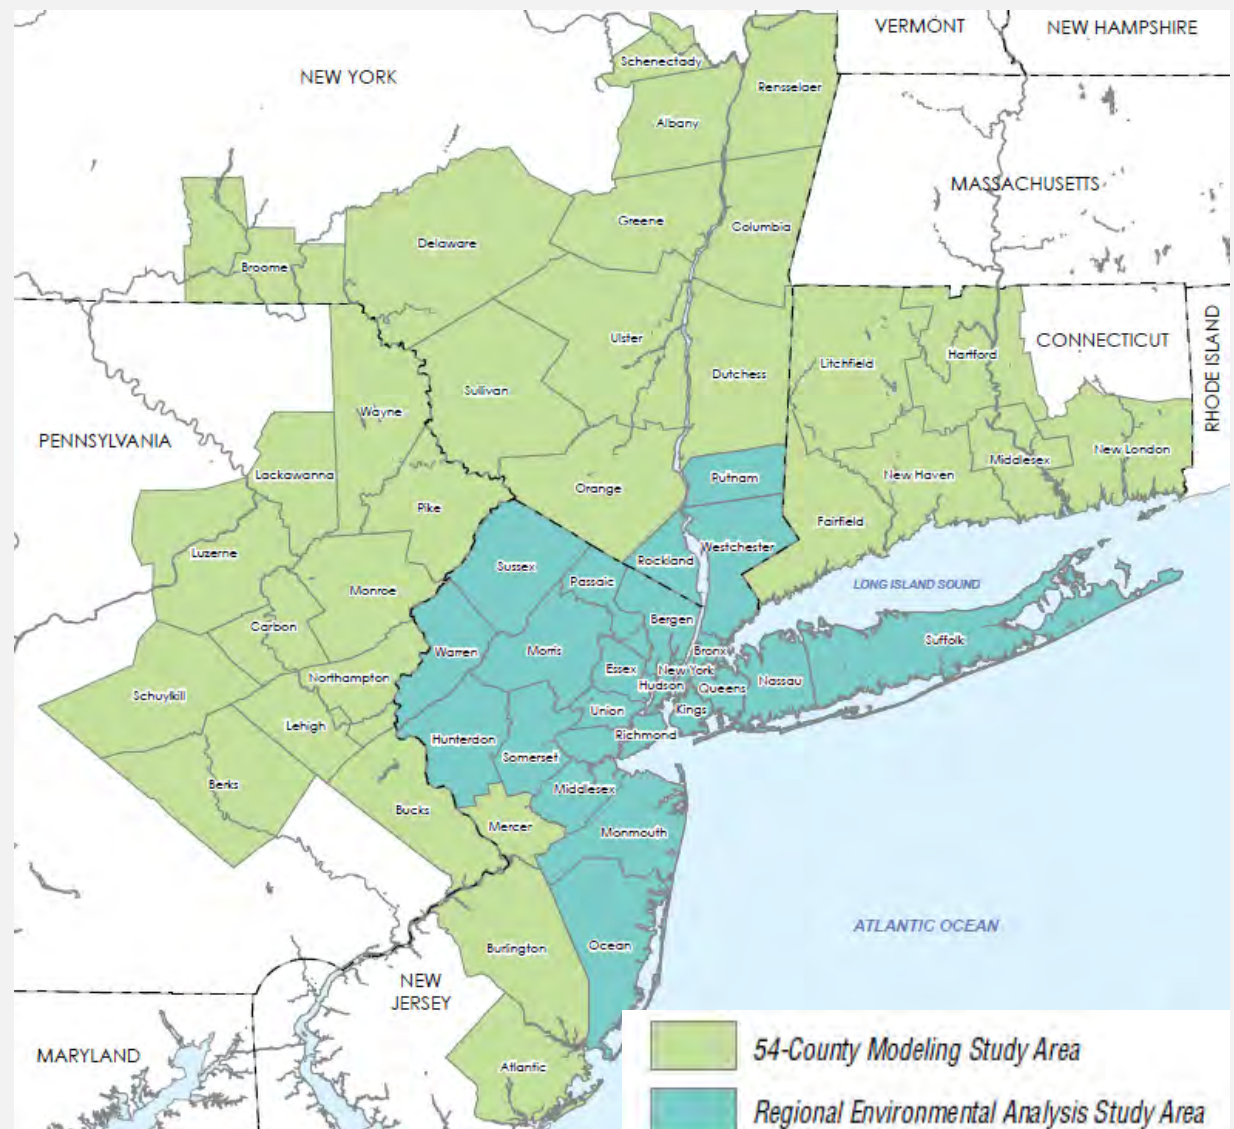 VERMONT
NEW HAMPSHIRE
Schenectady
NEW YORK
Rensselaer
Albany
MASSACHUSETTS
Greene
Columbia
Delaware
Broome
Ulster
CONNECTICUT
RHODE ISLAND
Hartford
Litchfield
Dutchess
Sullivan
Wayne
PENNSYLVANIA
New London
Middlesex
Lackawanna
New Haven
Putnam
Orange
Pike
Fairfield
Westchester
Luzerne
Rockland
Sussex
Passaic
LONG ISLAND SOUND
Monroe
Bergen
Carbon
Suffolk
Warren
Morris
Bronx
Essex
New York
Northampton
Nassau
Hudson
Queens
Schuylkill
Union
Kings
Lehigh
Richmond
Hunterdon
Somerset
Berks
Middlesex
Bucks
Mercer
Monmouth
ATLANTIC OCEAN
Ocean
Burlington
NEW
JERSEY
MARYLAND
Atlantic
54-County Modeling Study Area
Regional Environmental Analysis Study Area